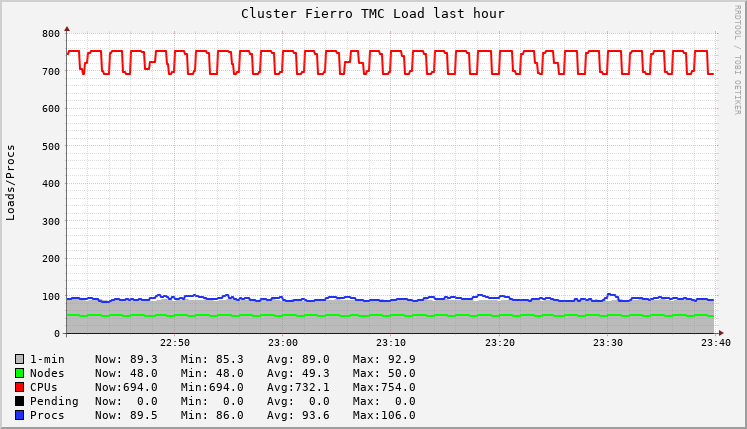 Cluster Fierro TMC Load last hour
RRDTOOL / TOBI OETIKER
Loads/Procs
800
700
600
500
400
300
200
100
0
22:50 23:00 23:10 23:20 23:30 23:40
1-min Now: 89.3 Min: 85.3 Avg: 89.0 Max: 92.9
Nodes Now: 48.0 Min: 48.0 Avg: 49.3 Max: 50.0
CPUs Now:694.0 Min:694.0 Avg:732.1 Max:754.0
Pending Now: 0.0 Min: 0.0 Avg: 0.0 Max: 0.0
Procs Now: 89.5 Min: 86.0 Avg: 93.6 Max:106.0